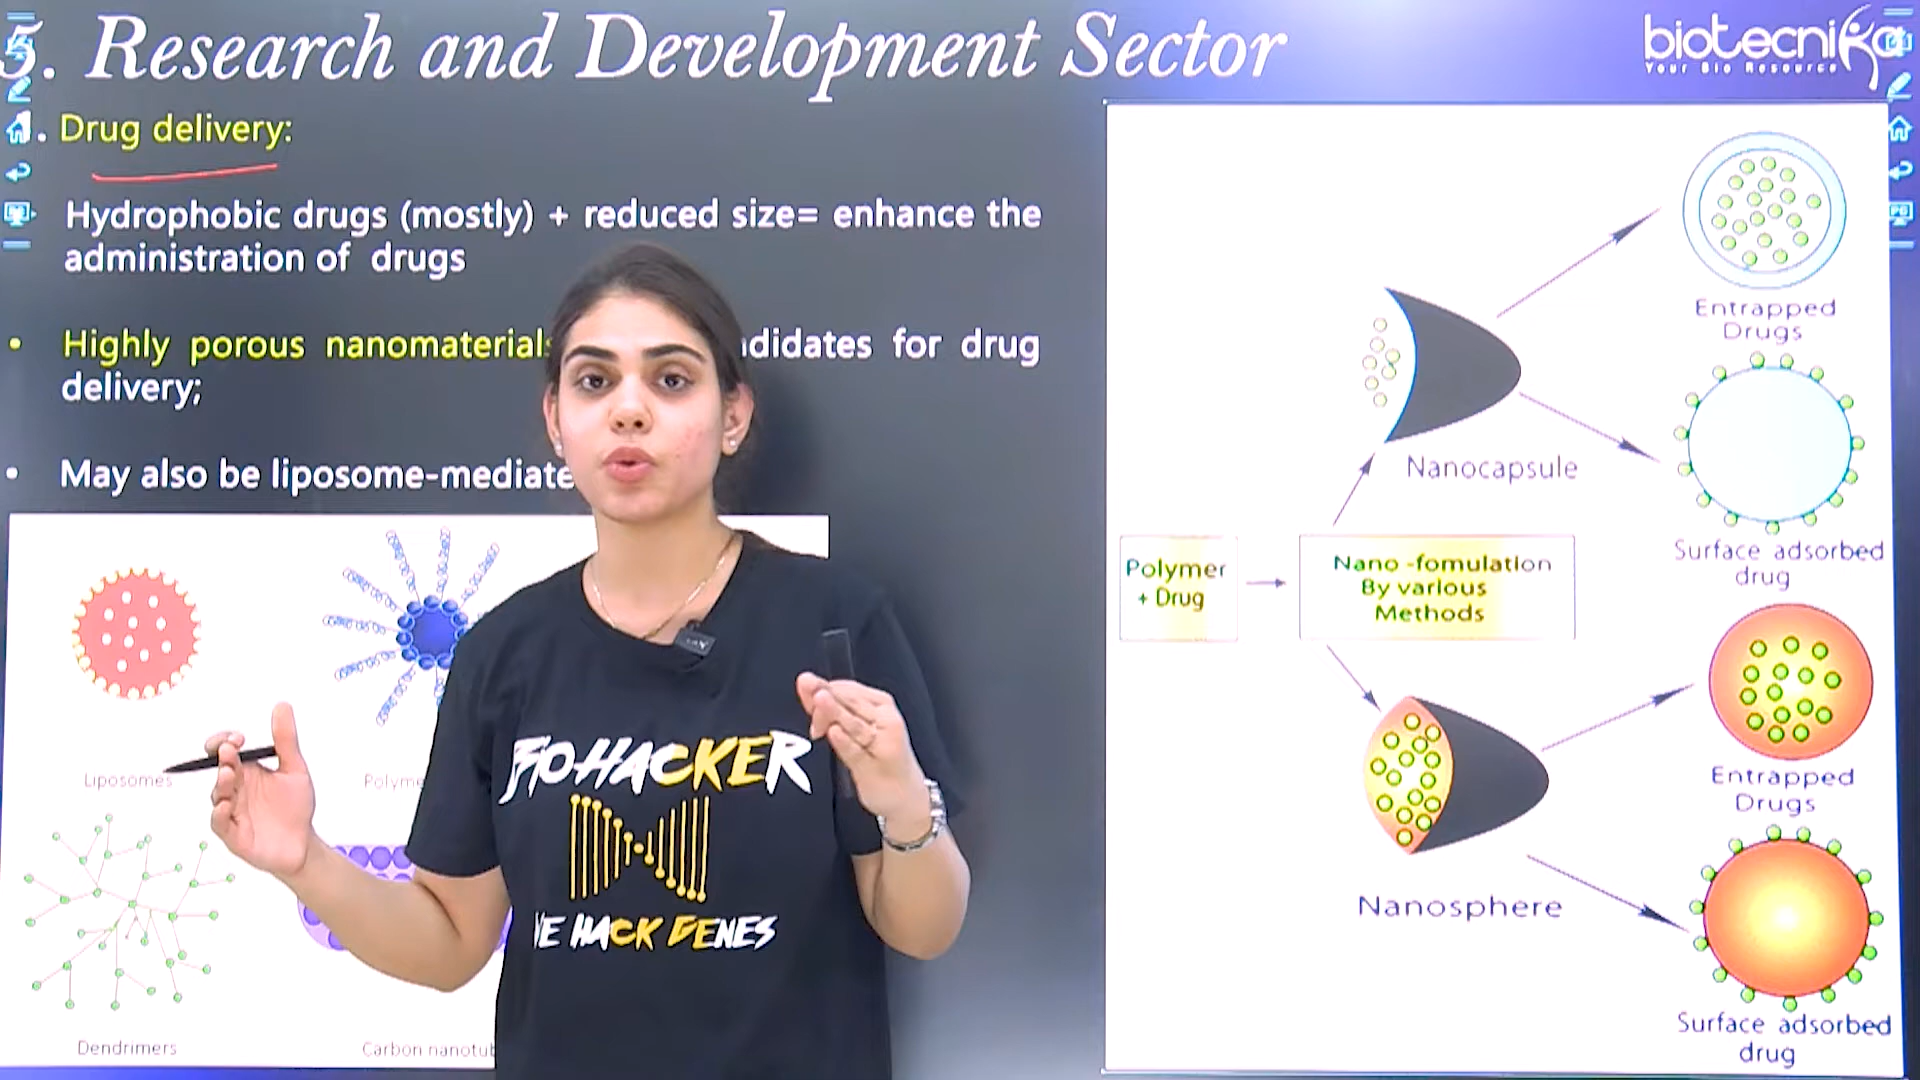 5. Research and Development Sector
biotecnika
Your Bio Resource
. Drug delivery:
Hydrophobic drugs (mostly) + reduced size= enhance the
administration of drugs
• Highly porous nanomaterials for drug
delivery;
• May also be liposome-mediate
Liposomes
Dendrimers
Carbon
Polymer
+ Drug
Nano -fomulation
By various
Methods
Nanocapsule
Nanosphere
Entrapped
Drugs
Surface adsorbed
drug
Entrapped
Drugs
Surface adsorbed
drug
BIOHACKER
WE HACK GENES